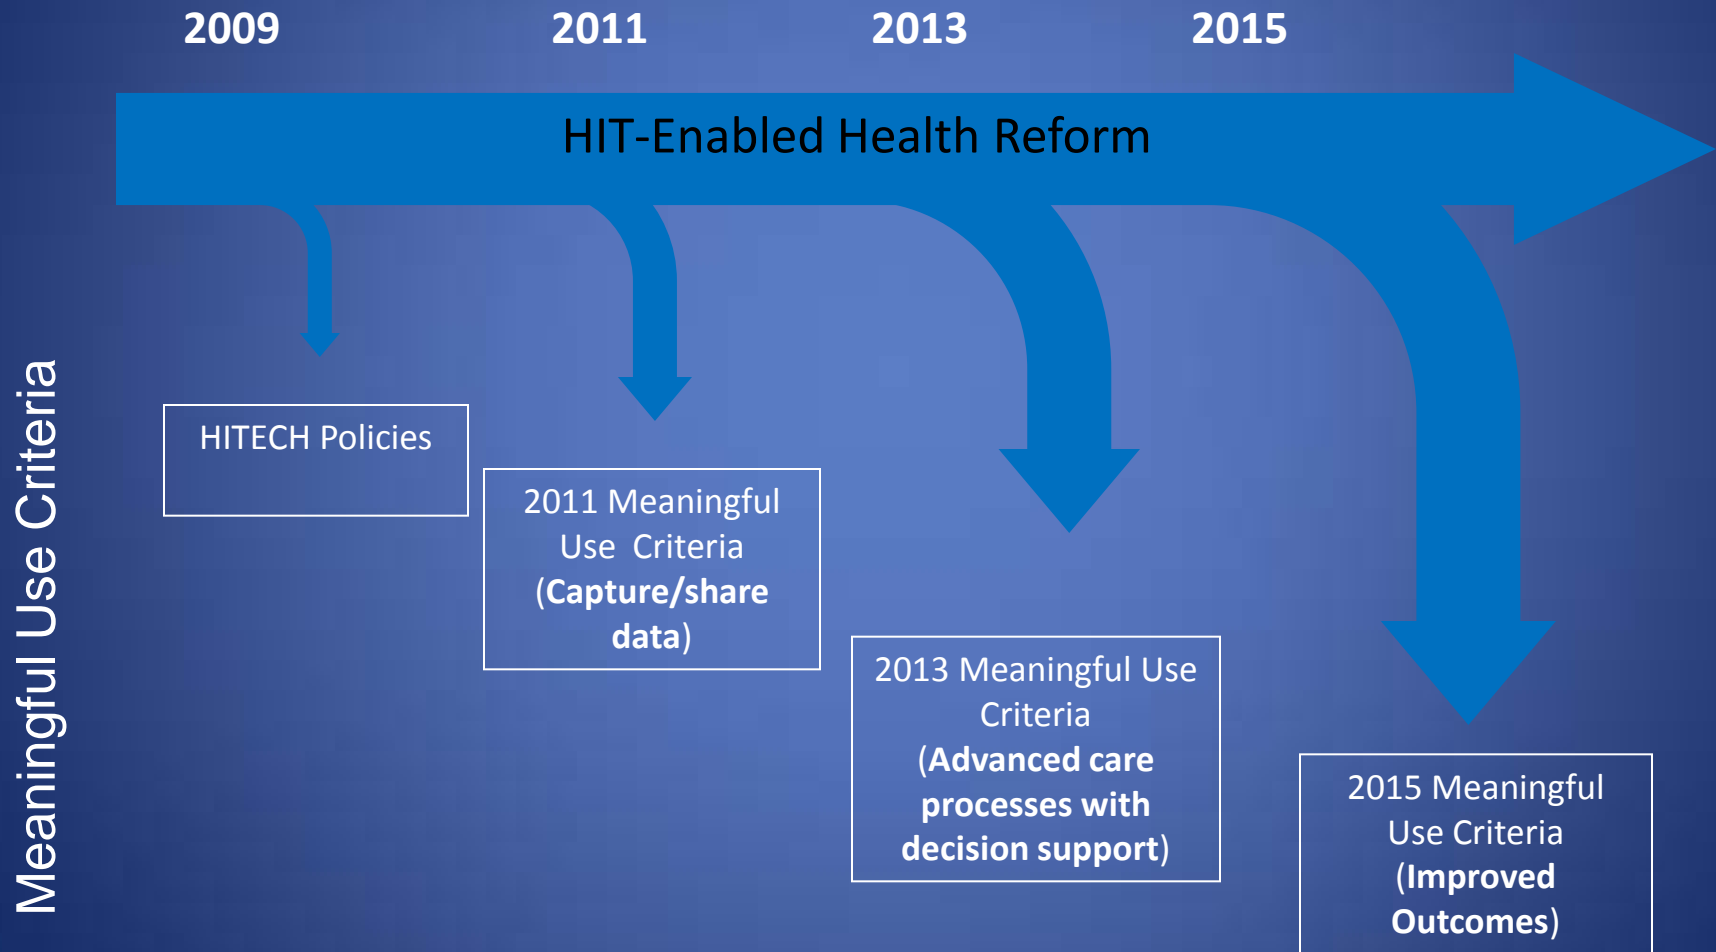 2009 2011 2013 2015
HIT-Enabled Health Reform
Meaningful Use Criteria
HITECH Policies
2011 Meaningful
Use  Criteria
(Capture/share
data)
2013 Meaningful Use
Criteria
(Advanced care
processes with
decision support)
2015 Meaningful
Use Criteria
(Improved
Outcomes)